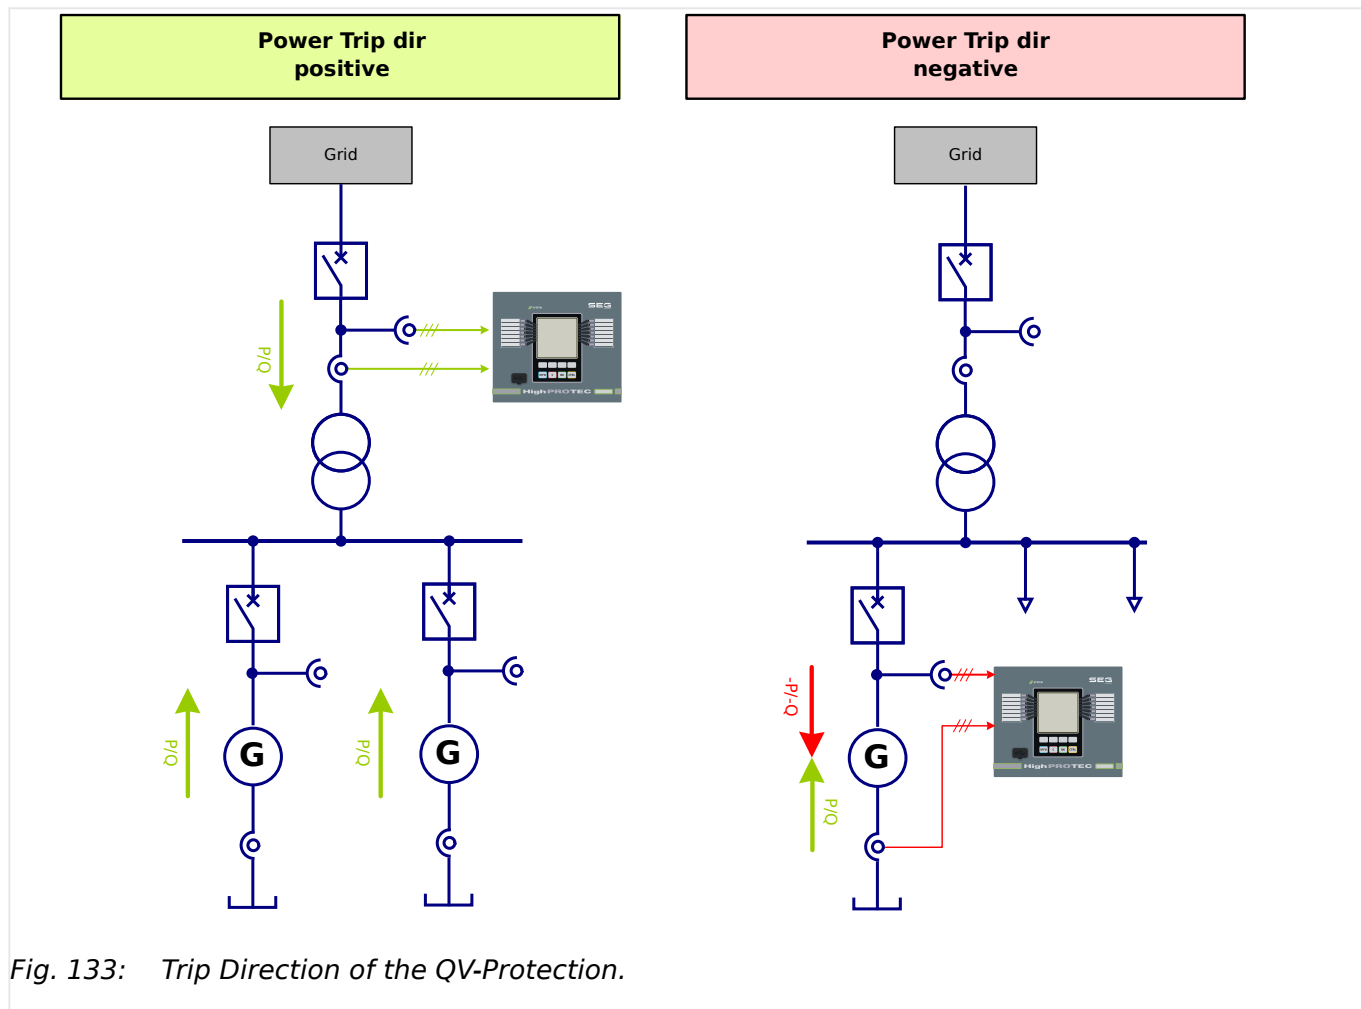 Power Trip dir
positive
Power Trip dir
negative
Grid
Grid
P/Q
SEG
HighPROTEC
P/Q
P/Q
G
G
-P/-Q
P/Q
G
SEG
HighPROTEC
Fig. 133: Trip Direction of the QV-Protection.